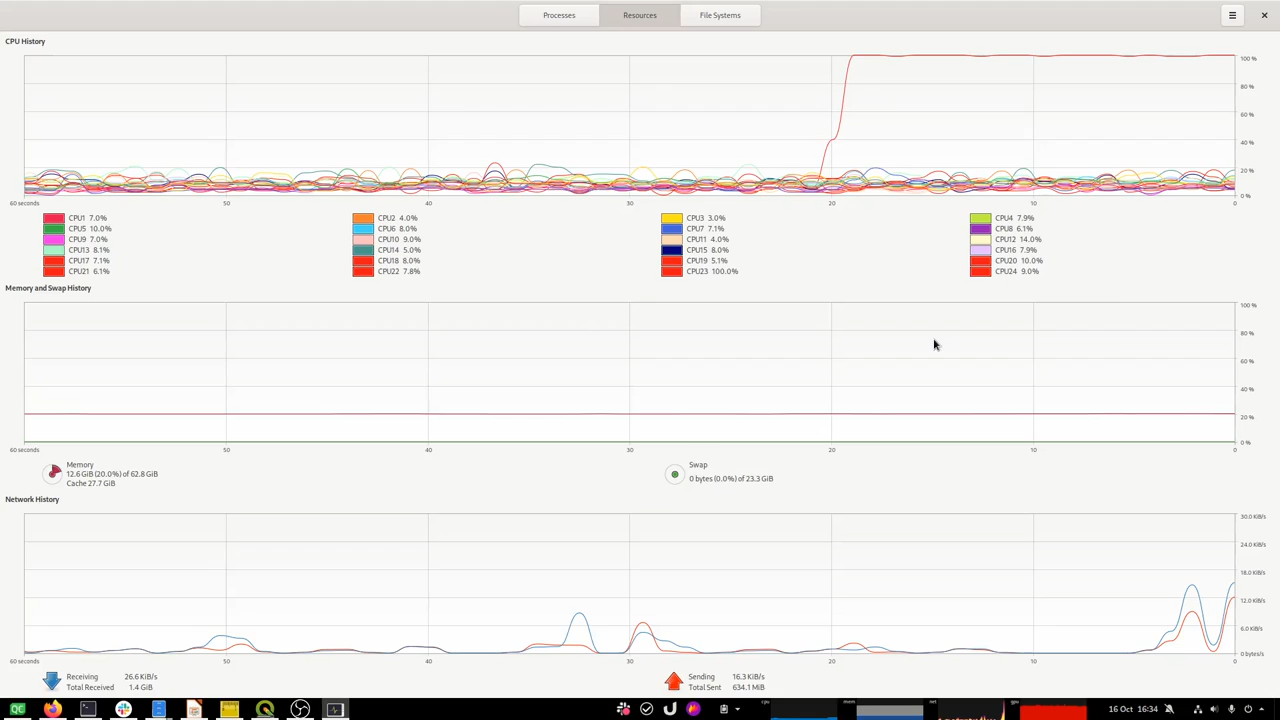 Processes Resources File Systems
CPU History
100 %
80 %
60 %
40 %
20 %
0 %
60 seconds 50 40 30 20 10 0
CPU1 7.0% CPU2 4.0% CPU3 3.0% CPU4 7.9%
CPU5 10.0% CPU6 8.0% CPU7 7.1% CPU8 6.1%
CPU9 7.0% CPU10 9.0% CPU11 4.0% CPU12 14.0%
CPU13 8.1% CPU14 5.0% CPU15 8.0% CPU16 7.9%
CPU17 7.1% CPU18 8.0% CPU19 5.1% CPU20 10.0%
CPU21 6.1% CPU22 7.8% CPU23 100.0% CPU24 9.0%
Memory and Swap History
100 %
80 %
60 %
40 %
20 %
0 %
60 seconds 50 40 30 20 10 0
Memory Swap
12.6 GiB (20.0%) of 62.8 GiB 0 bytes (0.0%) of 23.3 GiB
Cache 27.7 GiB
Network History
30.0 KiB/s
24.0 KiB/s
18.0 KiB/s
12.0 KiB/s
6.0 KiB/s
0 bytes/s
60 seconds 50 40 30 20 10 0
Receiving 26.6 KiB/s Sending 16.3 KiB/s
Total Received 1.4 GiB Total Sent 634.1 MiB
QC cpu mem net gpu 16 Oct 16:34